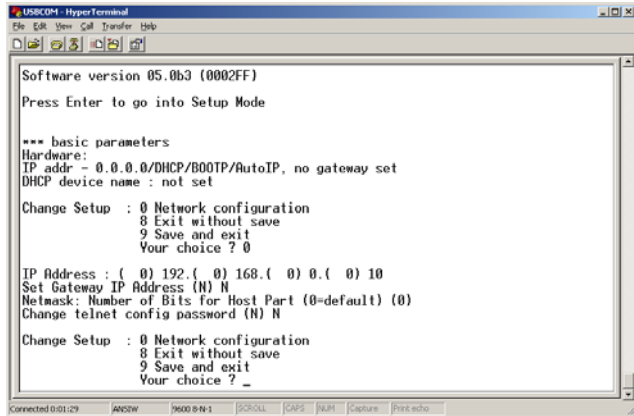 USBCOM - HyperTerminal
File Edit View Call Transfer Help
Software version 05.0b3 (0002FF)
Press Enter to go into Setup Mode
*** basic parameters
Hardware:
IP addr - 0.0.0.0/DHCP/BOOTP/AutoIP, no gateway set
DHCP device name : not set
Change Setup : 0 Network configuration
8 Exit without save
9 Save and exit
Your choice ? 0
IP Address : ( 0) 192.( 0) 168.( 0) 0.( 0) 10
Set Gateway IP Address (N) N
Netmask: Number of Bits for Host Part (0=default) (0)
Change telnet config password (N) N
Change Setup : 0 Network configuration
8 Exit without save
9 Save and exit
Your choice ? _
Connected 0:01:29 ANSIW 9600 8-N-1 SCROLL CAPS NUM Capture Print echo